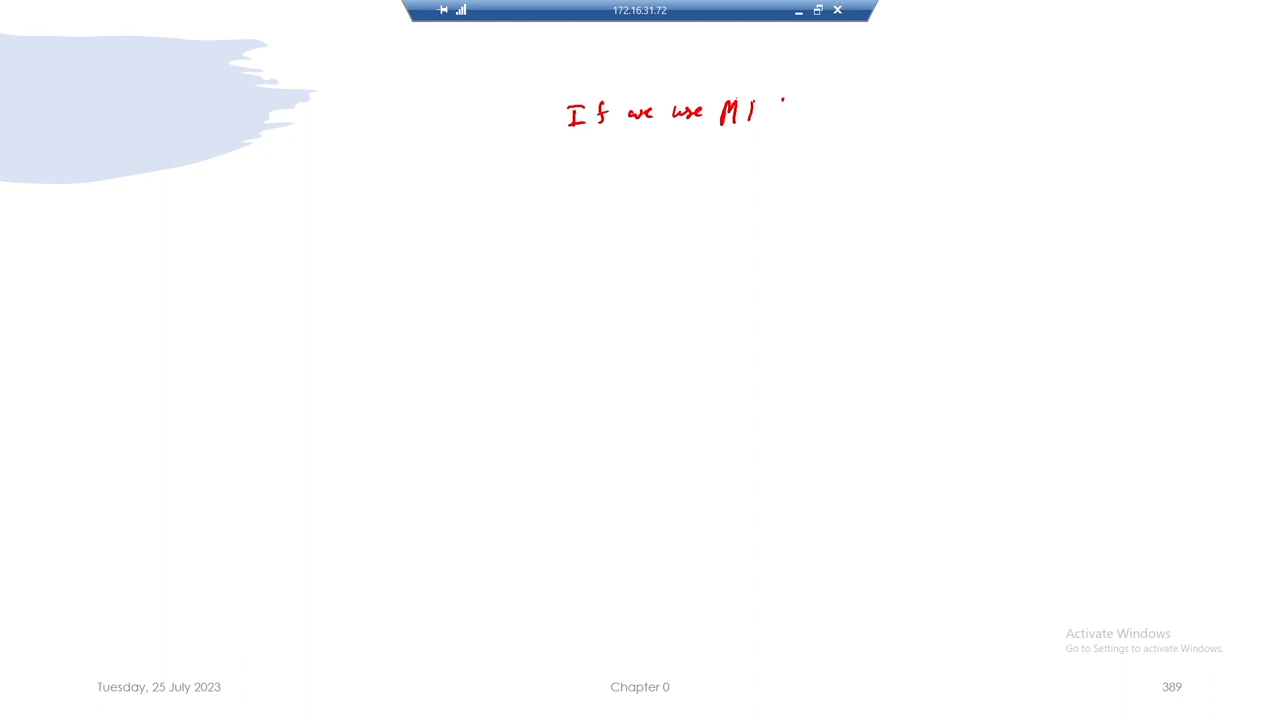 172.16.31.72
If we use M1
Activate Windows
Go to Settings to activate Windows.
Tuesday, 25 July 2023
Chapter 0
389